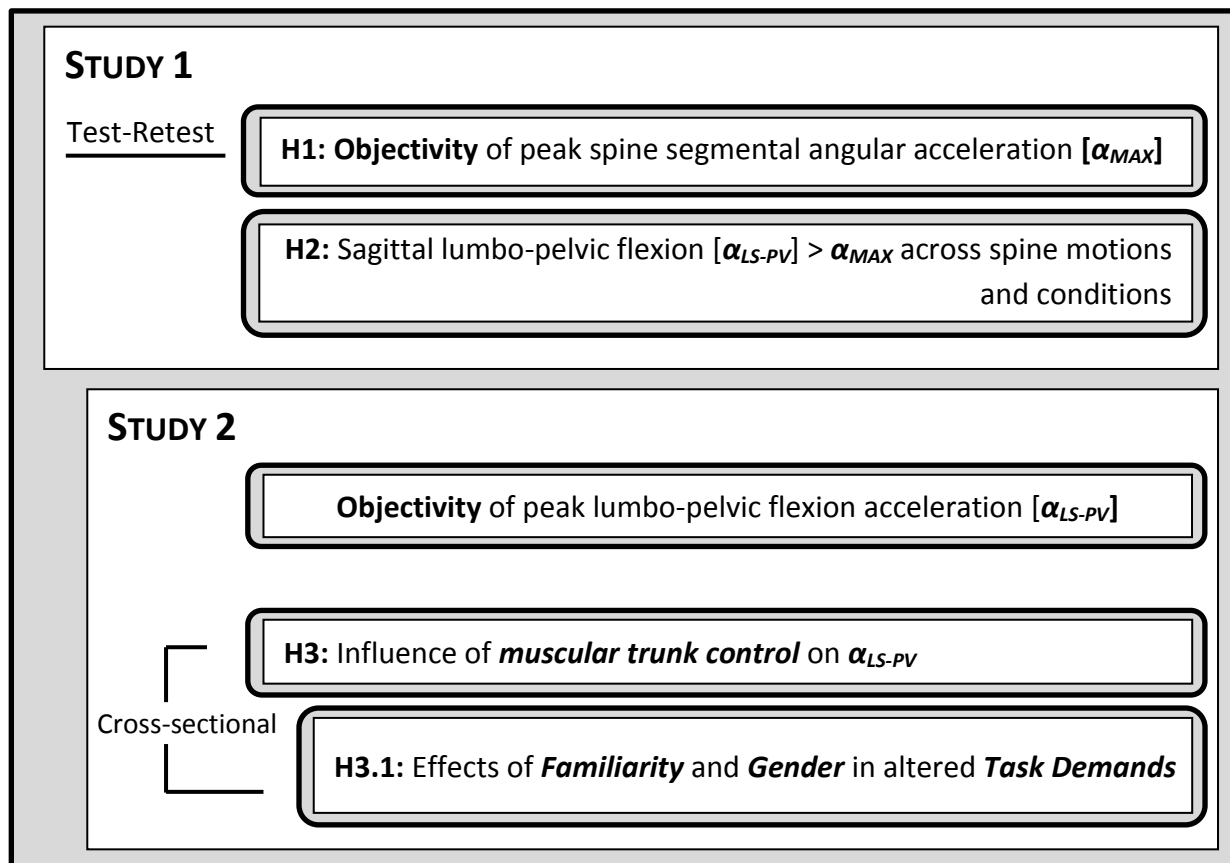 STUDY 1
Test-Retest
H1: Objectivity of peak spine segmental angular acceleration [αMAX]
H2: Sagittal lumbo-pelvic flexion [αLS-PV] > αMAX across spine motions
and conditions
STUDY 2
Objectivity of peak lumbo-pelvic flexion acceleration [αLS-PV]
H3: Influence of muscular trunk control on αLS-PV
Cross-sectional
H3.1: Effects of Familiarity and Gender in altered Task Demands